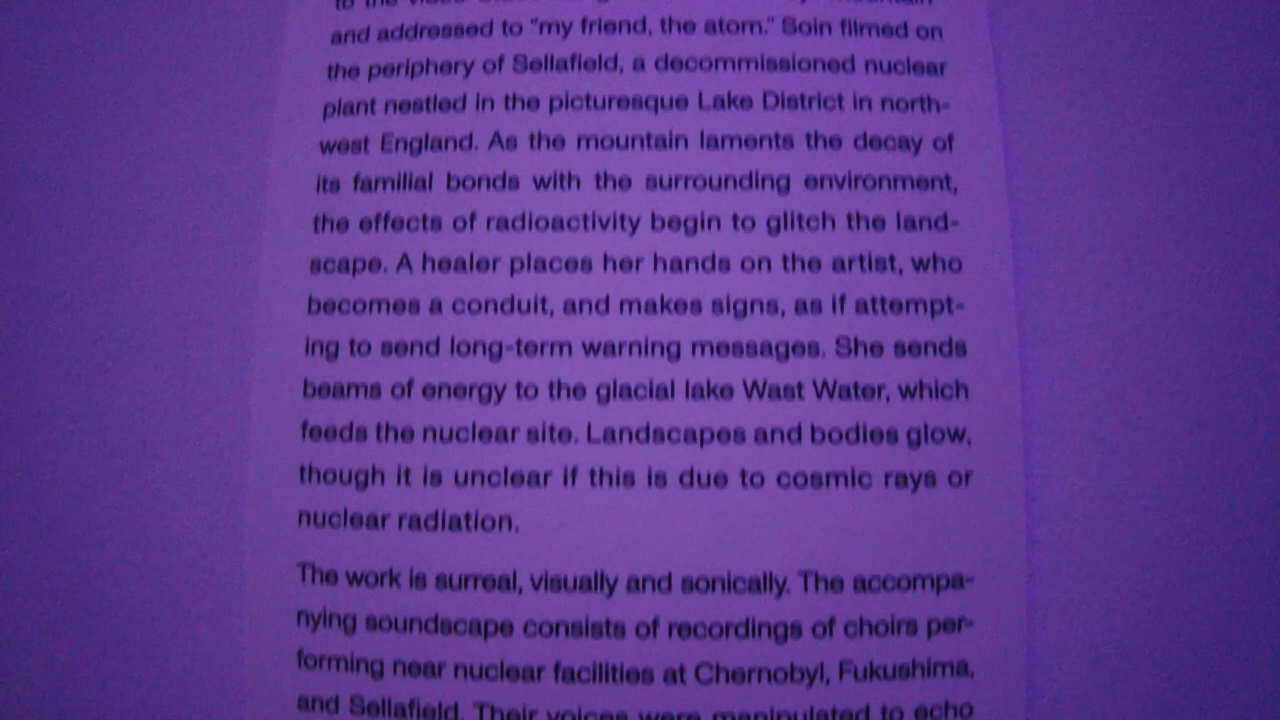 and addressed to "my friend, the atom." Soin filmed on
the periphery of Sellafield, a decommissioned nuclear
plant nestled in the picturesque Lake District in north-
west England. As the mountain laments the decay of
its familial bonds with the surrounding environment,
the effects of radioactivity begin to glitch the land-
scape. A healer places her hands on the artist, who
becomes a conduit, and makes signs, as if attempt-
ing to send long-term warning messages. She sends
beams of energy to the glacial lake Wast Water, which
feeds the nuclear site. Landscapes and bodies glow,
though it is unclear if this is due to cosmic rays or
nuclear radiation.
The work is surreal, visually and sonically. The accompa-
nying soundscape consists of recordings of choirs per-
forming near nuclear facilities at Chernobyl, Fukushima,
and Sellafield. Their voices were manipulated to echo